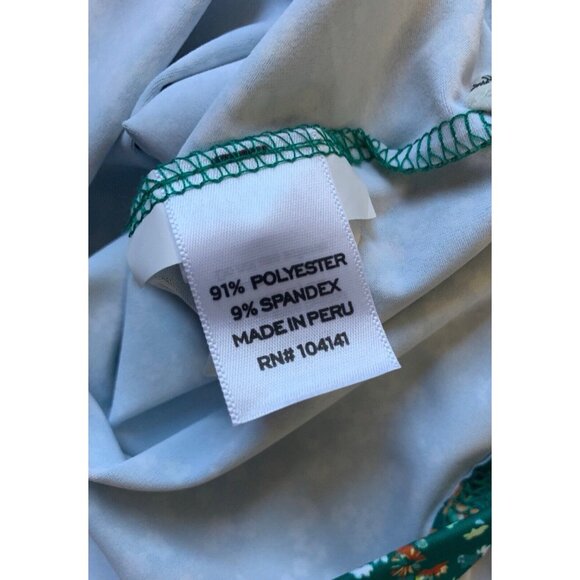 91% POLYESTER
9% SPANDEX
MADE IN PERU
RN# 104141